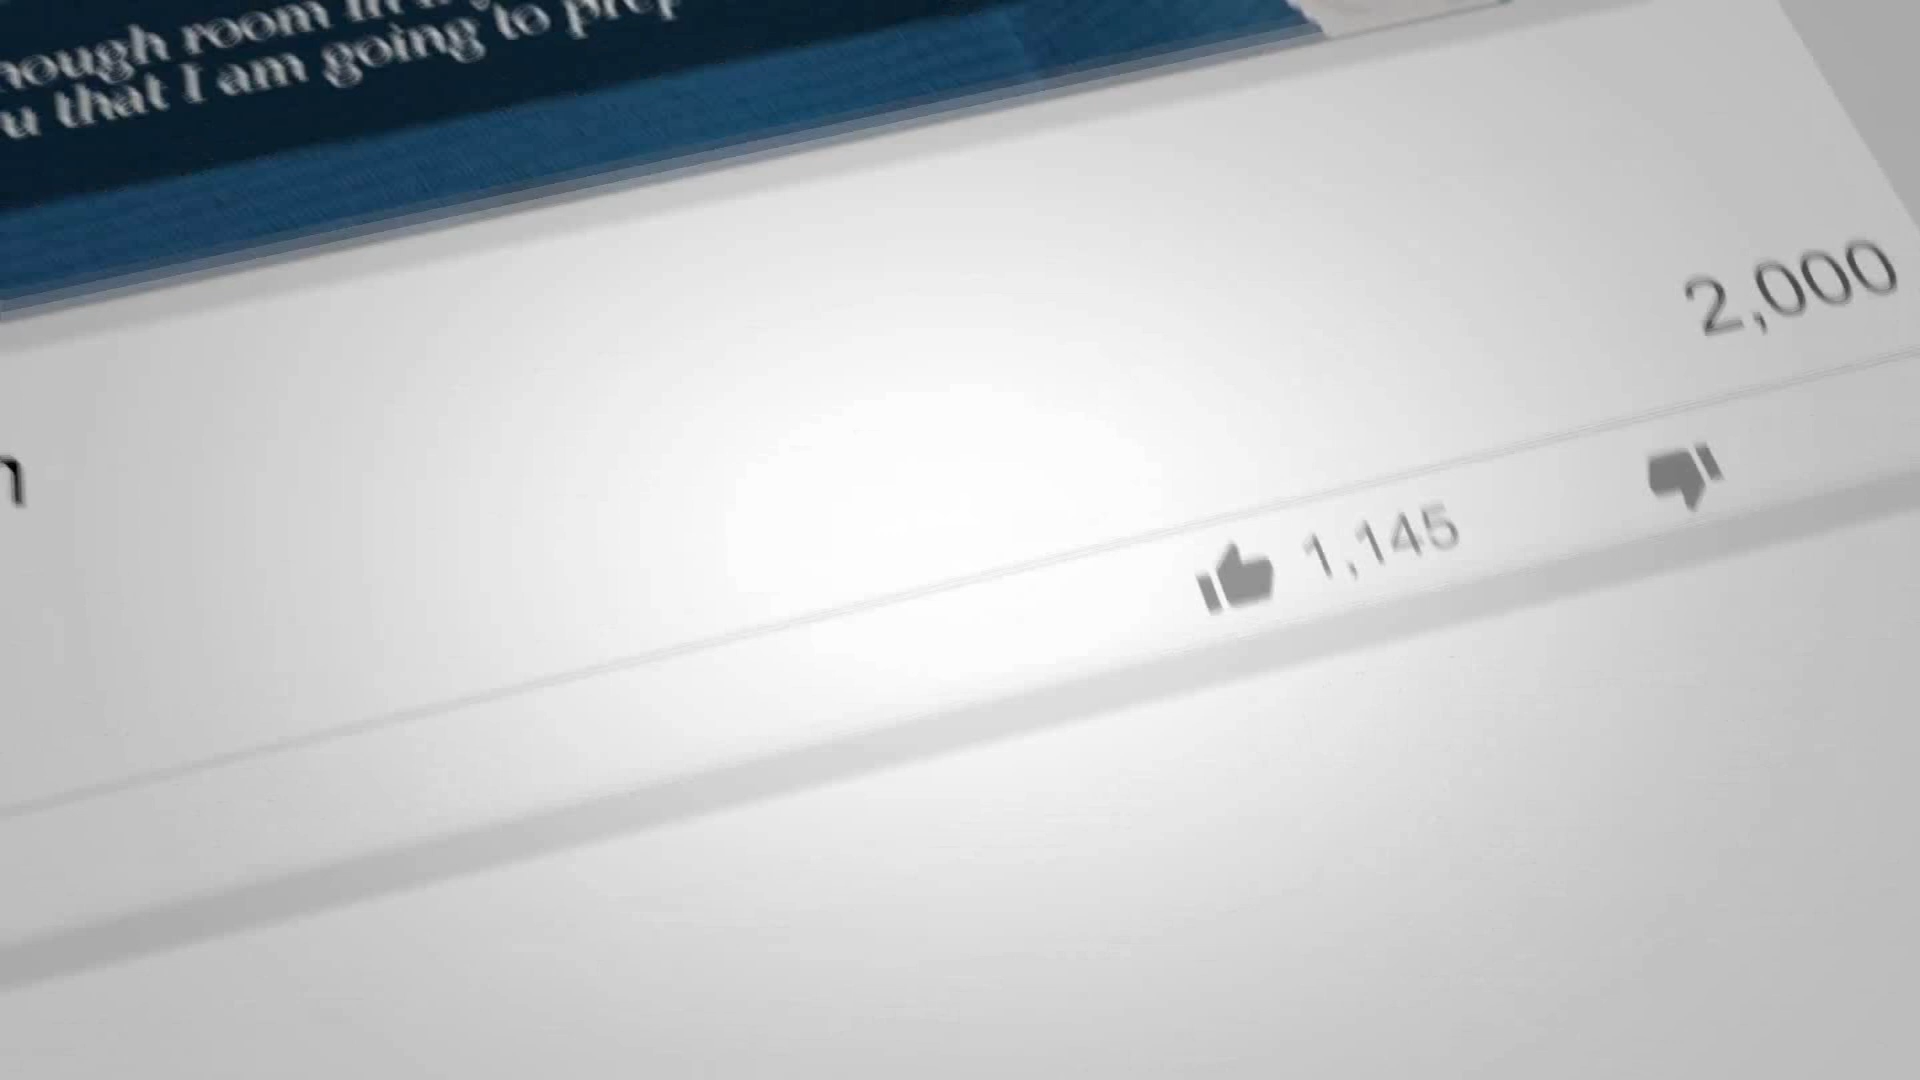 nough room in
u that I am going to prep
2,000
n
1,145